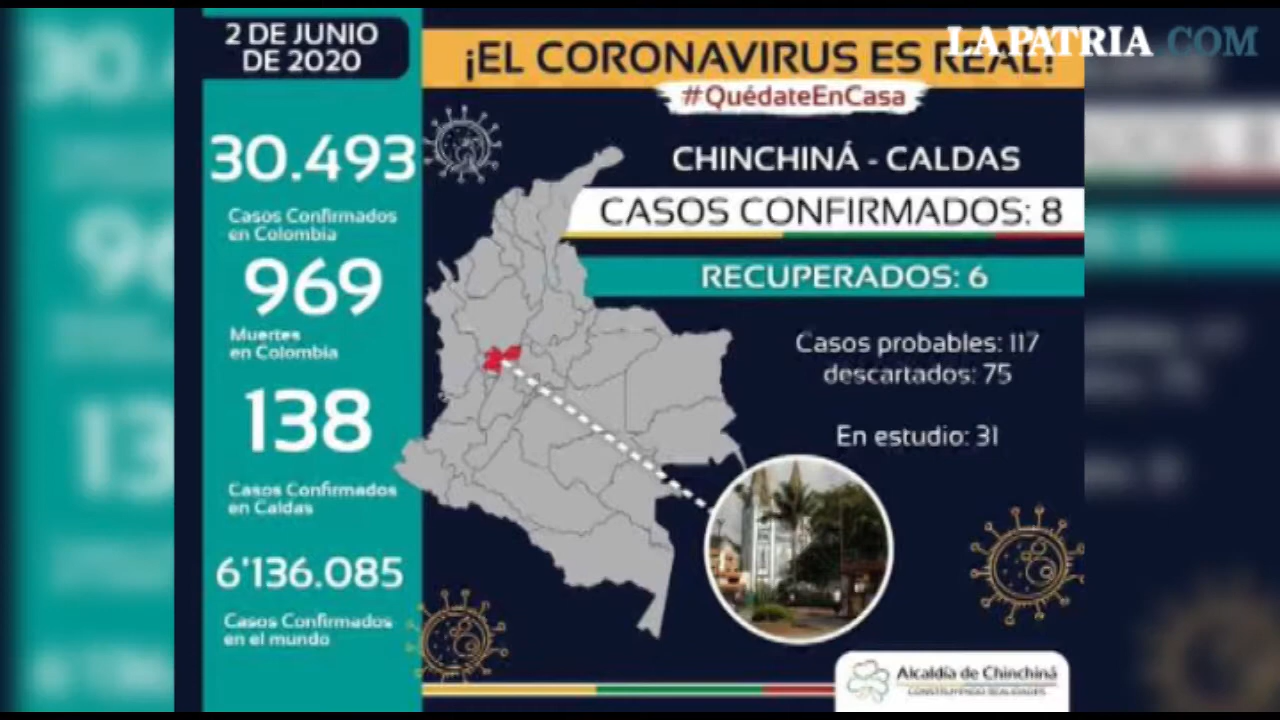 LA PATRIA.COM
2 DE JUNIO
DE 2020
¡EL CORONAVIRUS ES REAL!
#QuédateEnCasa
30.493
Casos Confirmados
en Colombia
969
Muertes
en Colombia
138
Casos Confirmados
en Caldas
6'136.085
Casos Confirmados
en el mundo
CHINCHINÁ - CALDAS
CASOS CONFIRMADOS: 8
RECUPERADOS: 6
Casos probables: 117
descartados: 75
En estudio: 31
Alcaldía de Chinchiná
CONSTRUYENDO REALIDADES